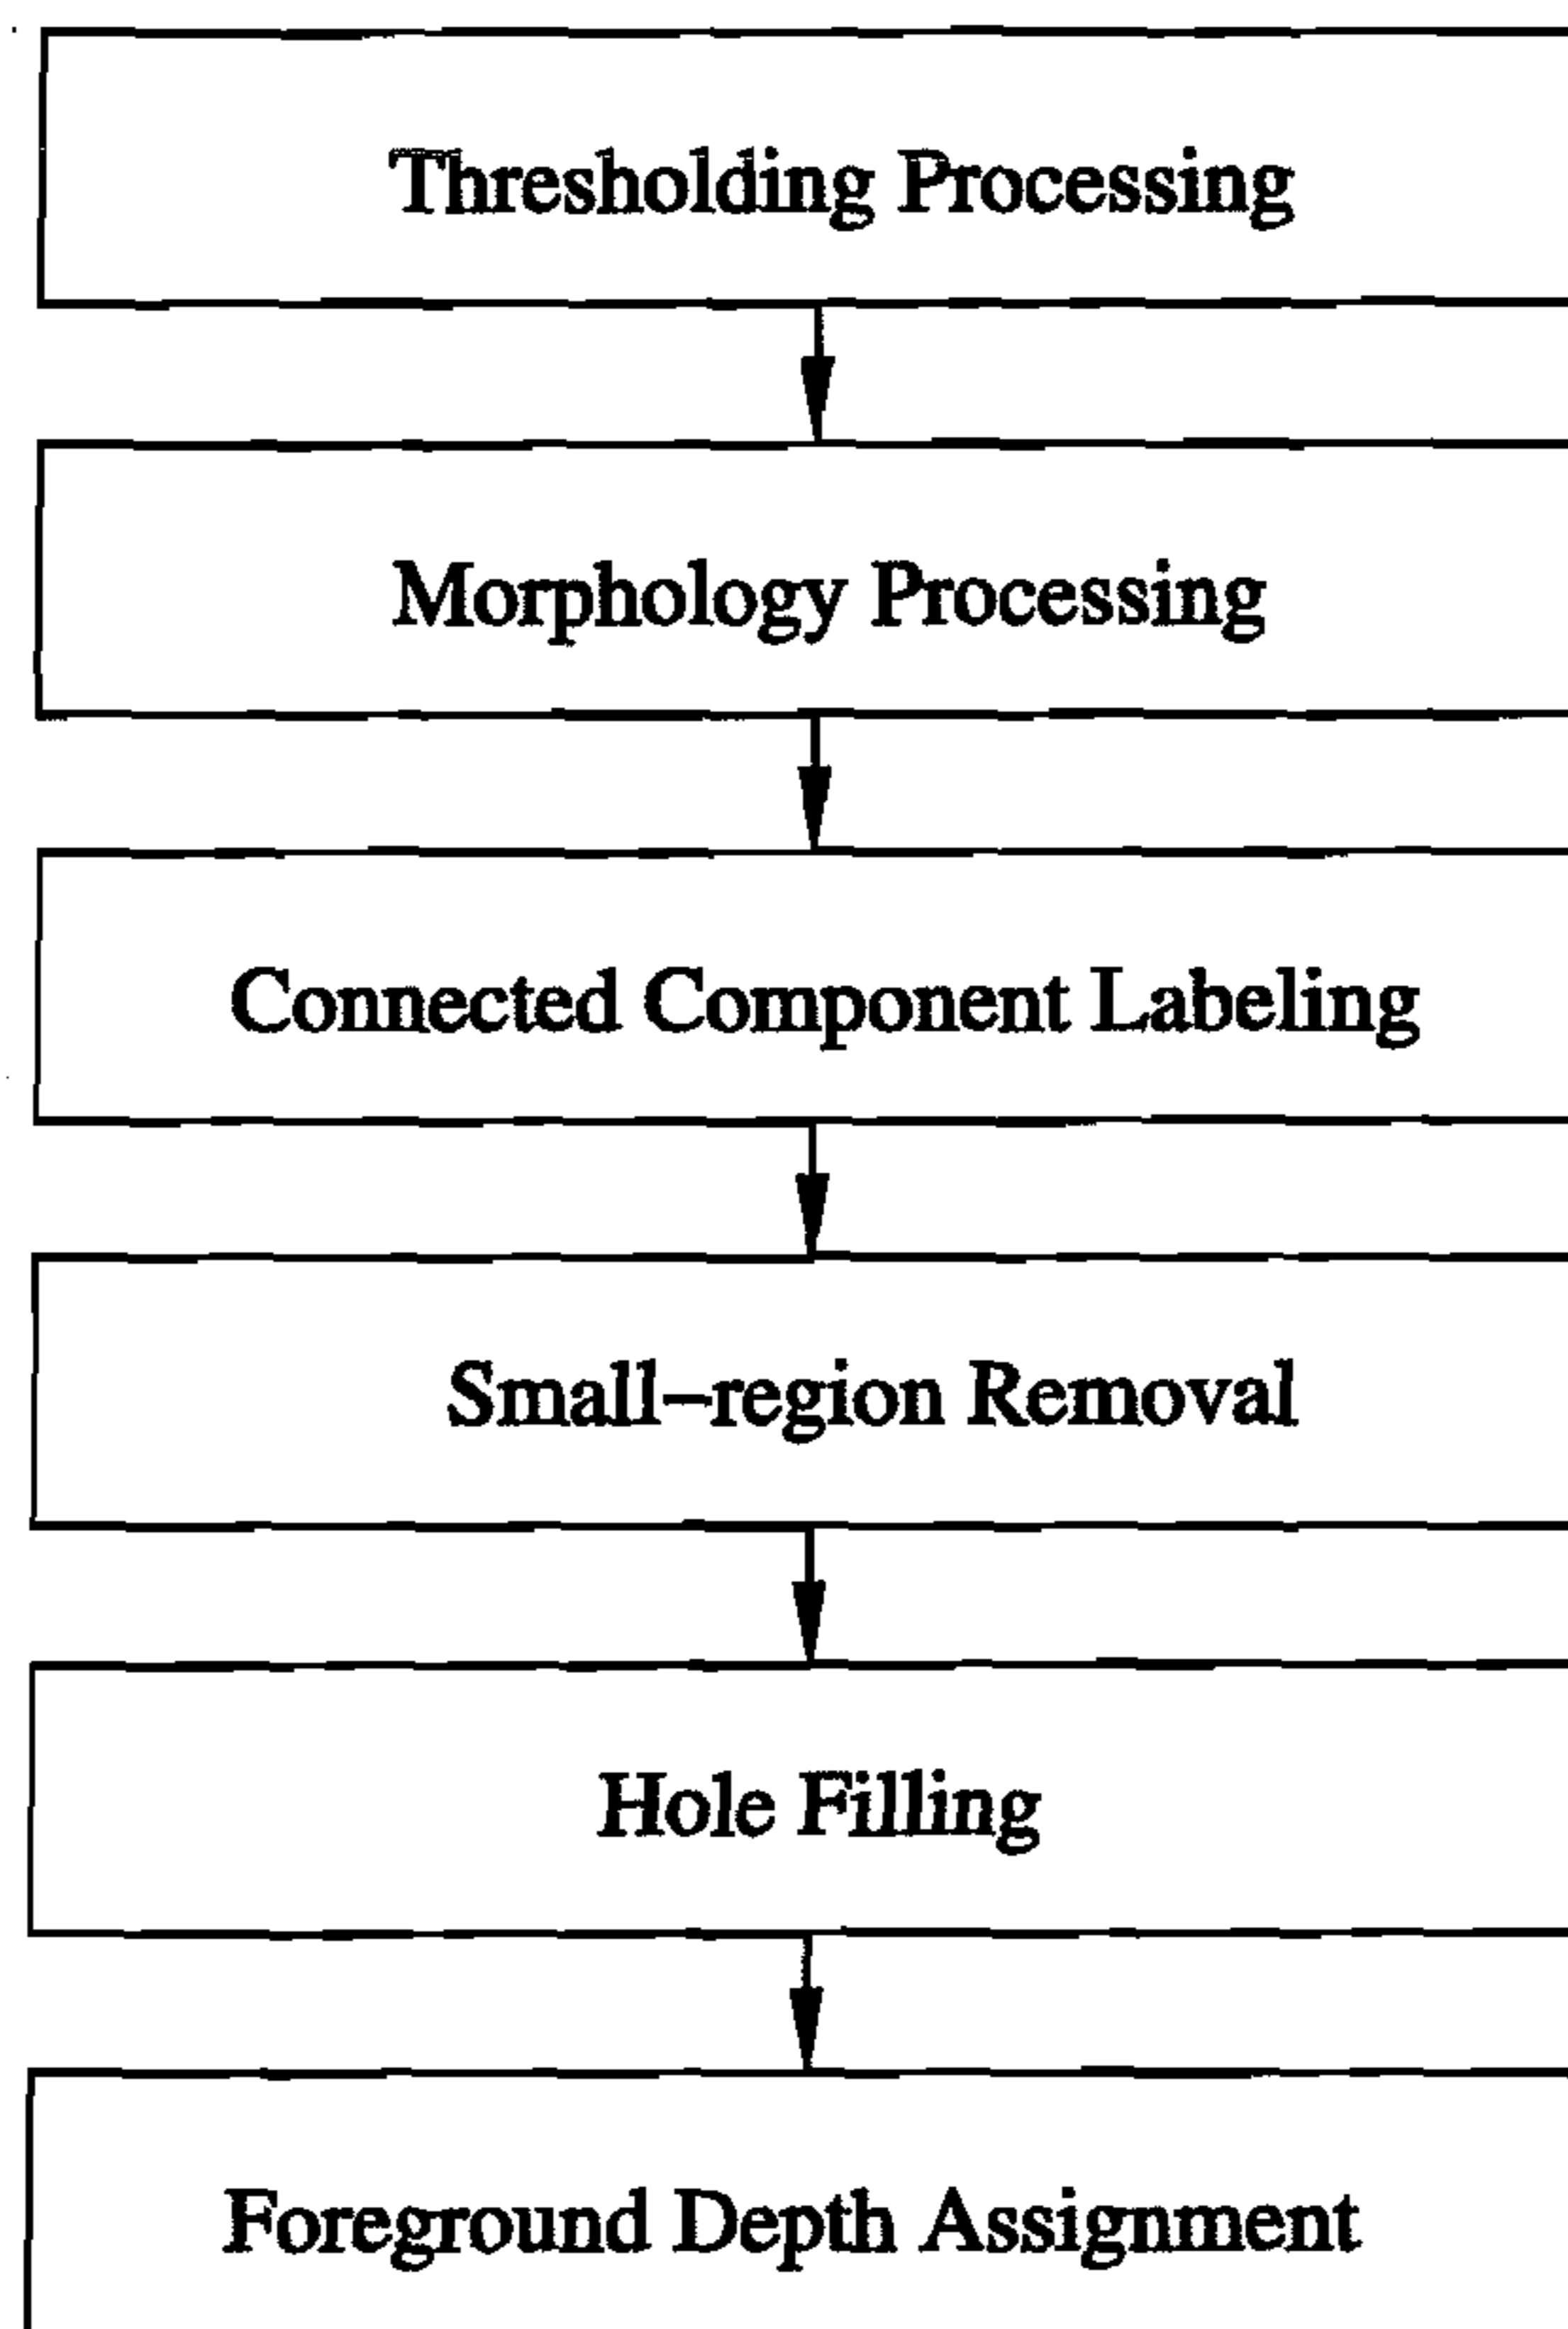 Thresholding Processing
Morphology Processing
Connected Component Labeling
Small-region Removal
Hole Filling
Foreground Depth Assignment